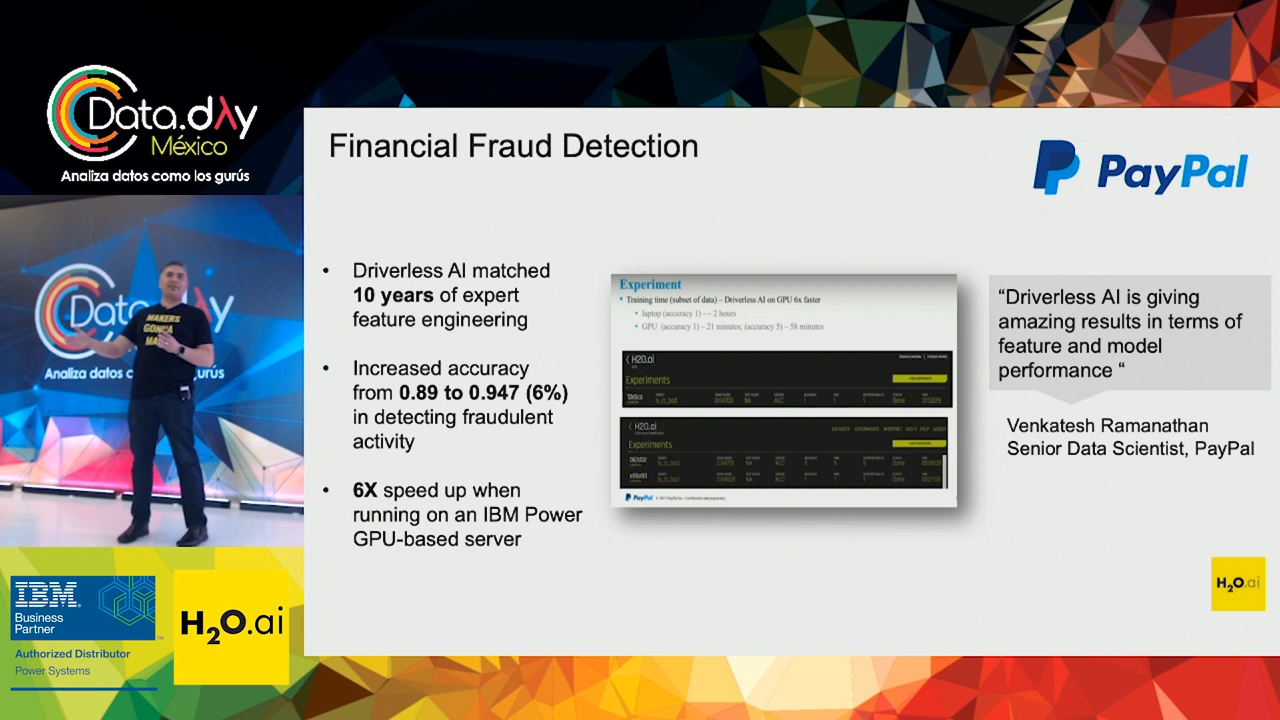 Data.dAy
México
Analiza datos como los gurús
Data.dAy
Analiza datos
gurús
MAKERS
GONNA
IBM
Business
Partner
Authorized Distributor
Power Systems
H2O.ai
Financial Fraud Detection
PayPal
• Driverless AI matched
10 years of expert
feature engineering
• Increased accuracy
from 0.89 to 0.947 (6%)
in detecting fraudulent
activity
• 6X speed up when
running on an IBM Power
GPU-based server
Experiment
• Training time (subset of data) – Driverless AI on GPU 6x faster
• laptop (accuracy 1) - ~ 2 hours
• GPU (accuracy 1) – 21 minutes; (accuracy 5) – 58 minutes
H2O.ai
Experiments
H2O.ai
Experiments
PayPal
“Driverless AI is giving
amazing results in terms of
feature and model
performance “
Venkatesh Ramanathan
Senior Data Scientist, PayPal
H2O.ai